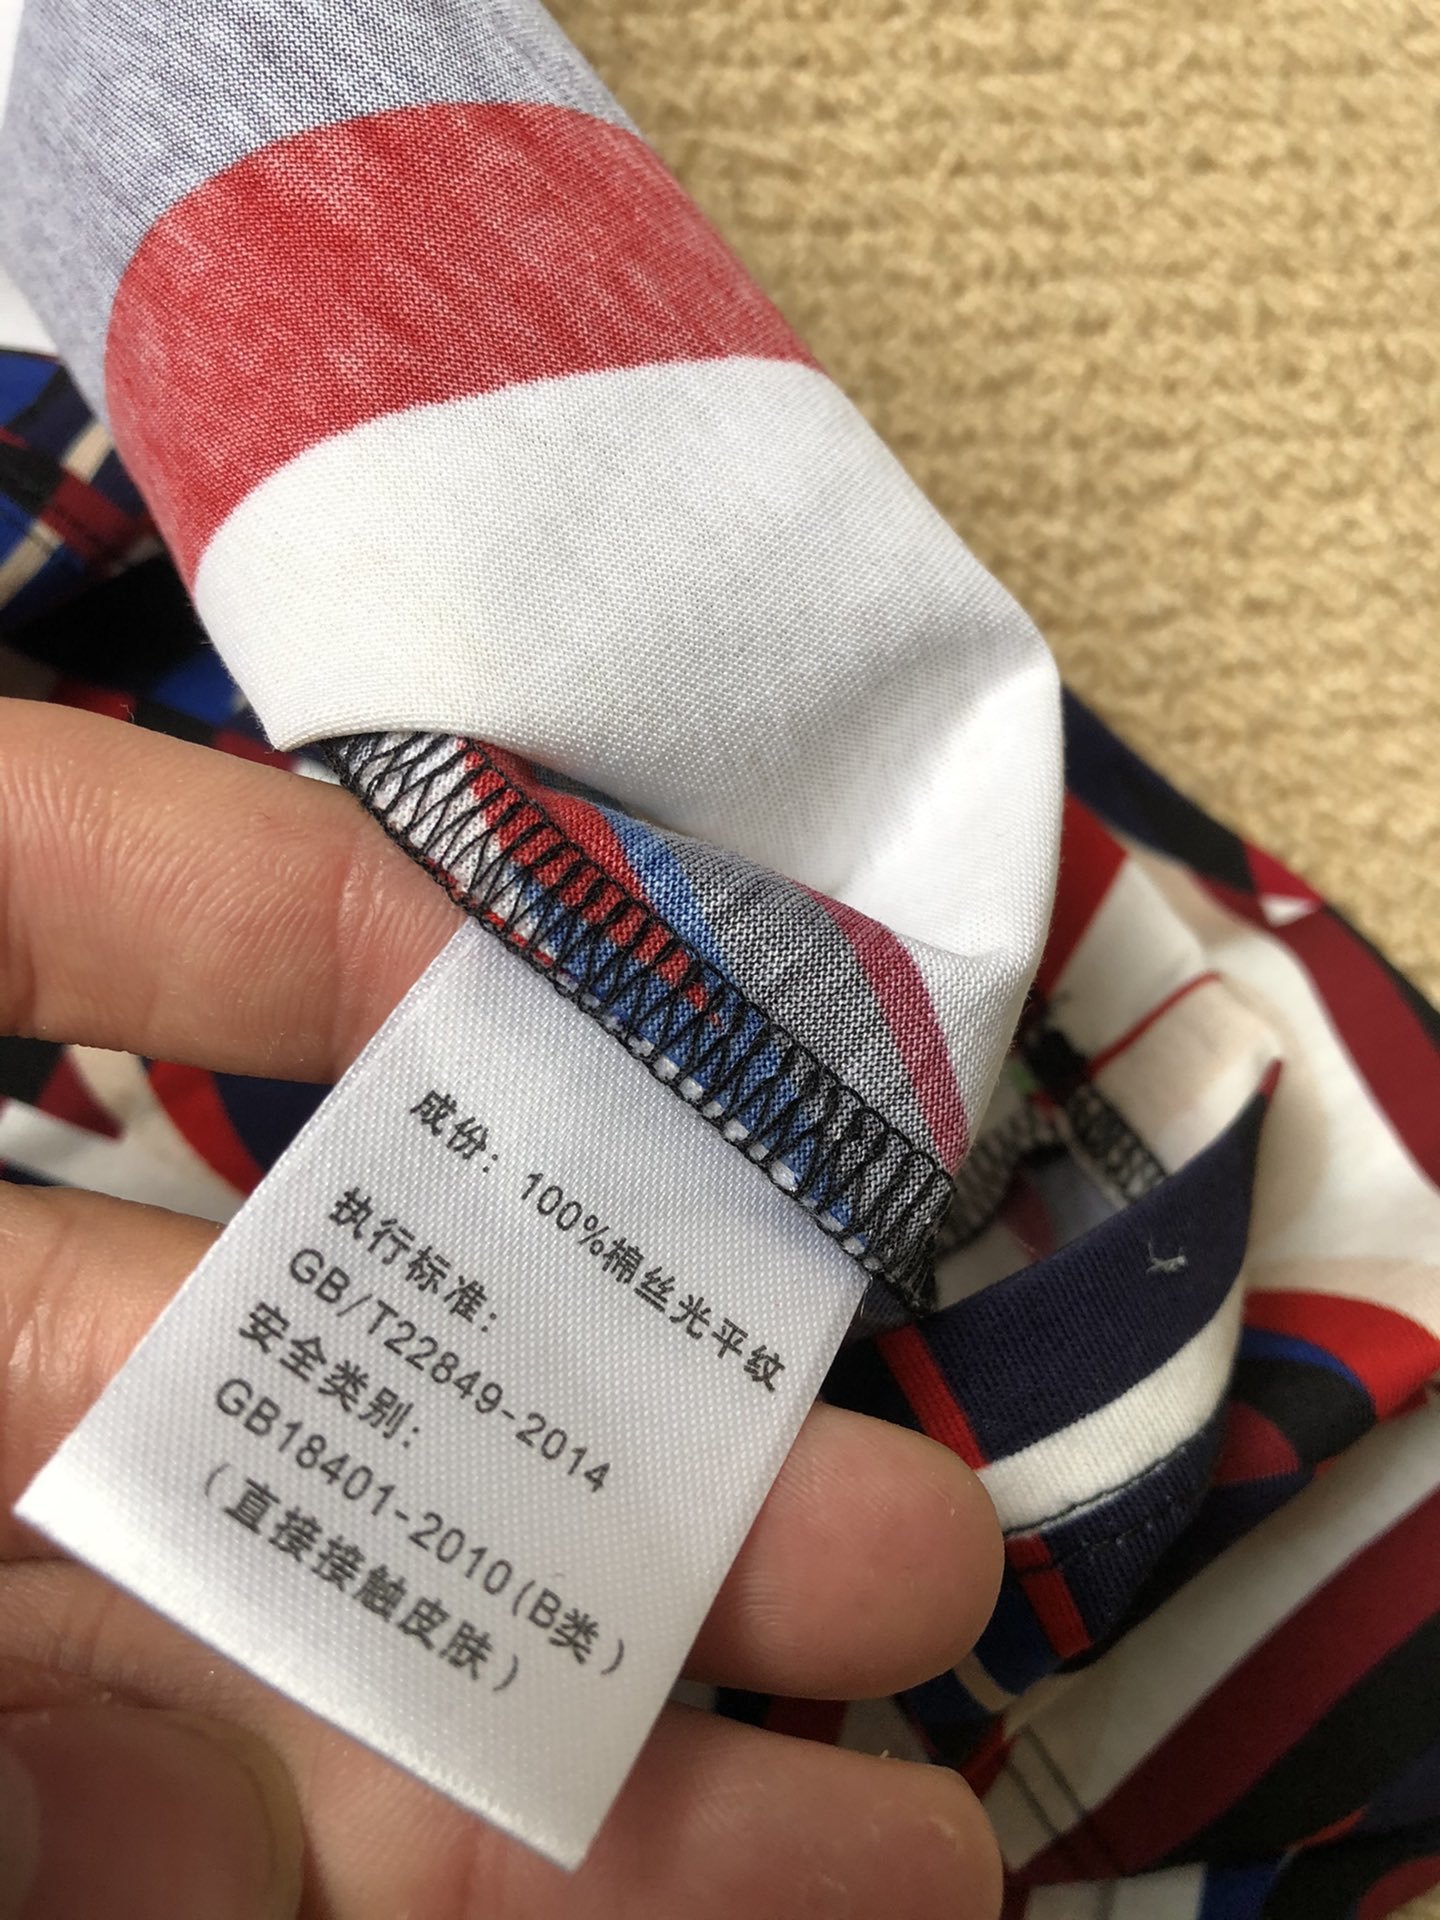 成份：100%棉丝光平纹
执行标准：
GB/T22849-2014
安全类别：
GB18401-2010(B类)
（直接接触皮肤）